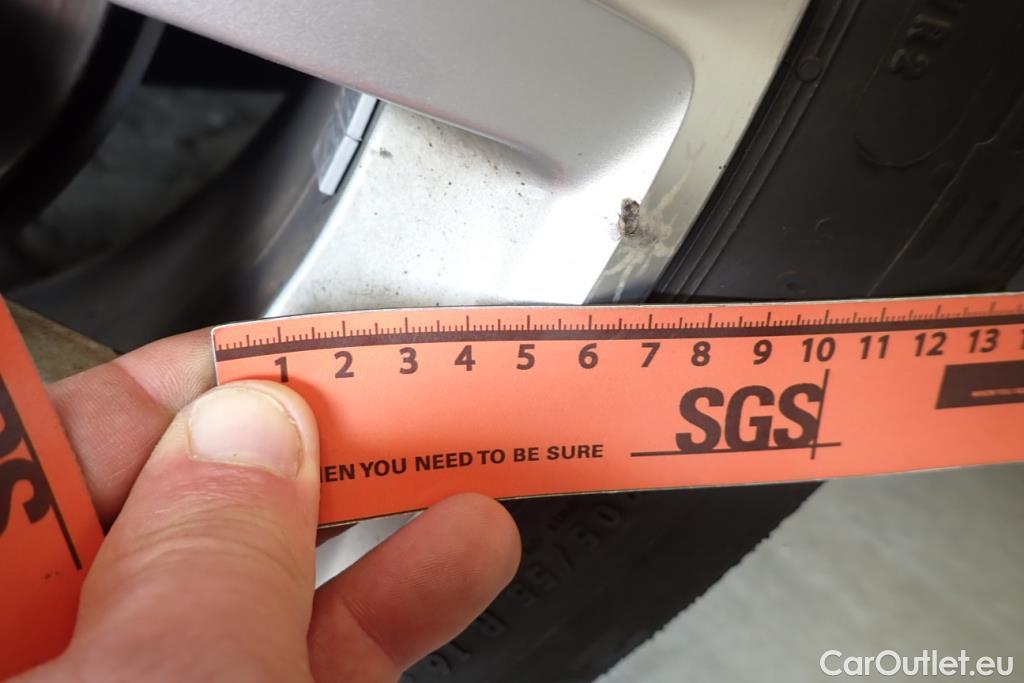 1 2 3 4 5 6 7 8 9 10 11 12 13
SGS
HEN YOU NEED TO BE SURE
CarOutlet.eu